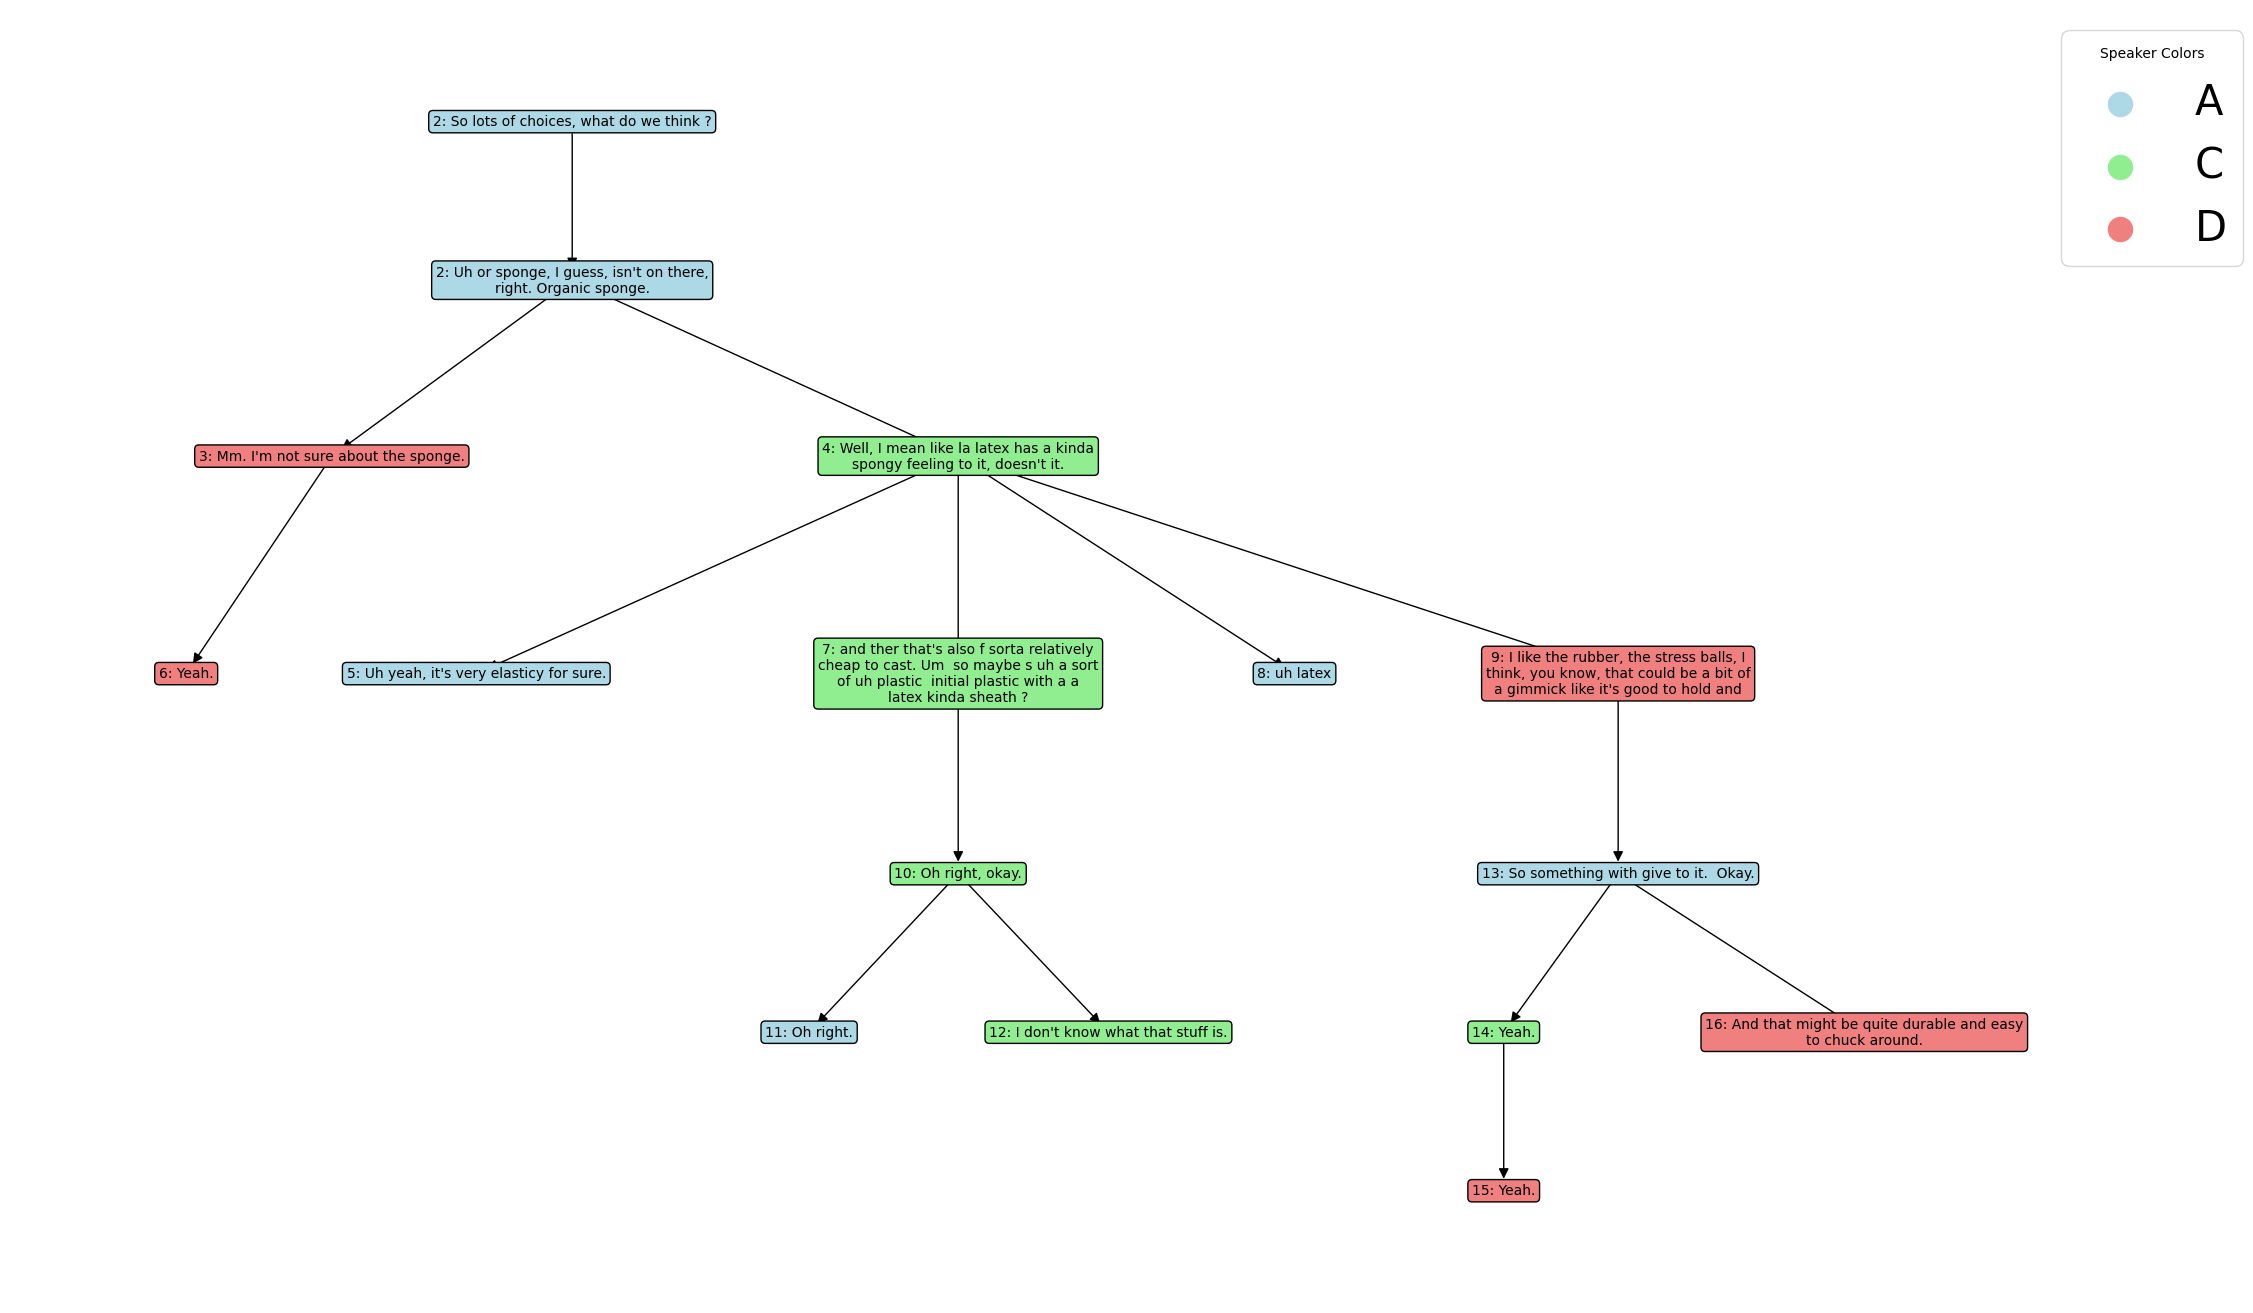 Speaker Colors
A
C
D
2: So lots of choices, what do we think ?
2: Uh or sponge, I guess, isn't on there,
right. Organic sponge.
3: Mm. I'm not sure about the sponge.
4: Well, I mean like la latex has a kinda
spongy feeling to it, doesn't it.
6: Yeah.
5: Uh yeah, it's very elasticy for sure.
7: and ther that's also f sorta relatively
cheap to cast. Um  so maybe s uh a sort
of uh plastic  initial plastic with a a
latex kinda sheath ?
8: uh latex
9: I like the rubber, the stress balls, I
think, you know, that could be a bit of
a gimmick like it's good to hold and
10: Oh right, okay.
13: So something with give to it.  Okay.
11: Oh right.
12: I don't know what that stuff is.
14: Yeah.
16: And that might be quite durable and easy
to chuck around.
15: Yeah.